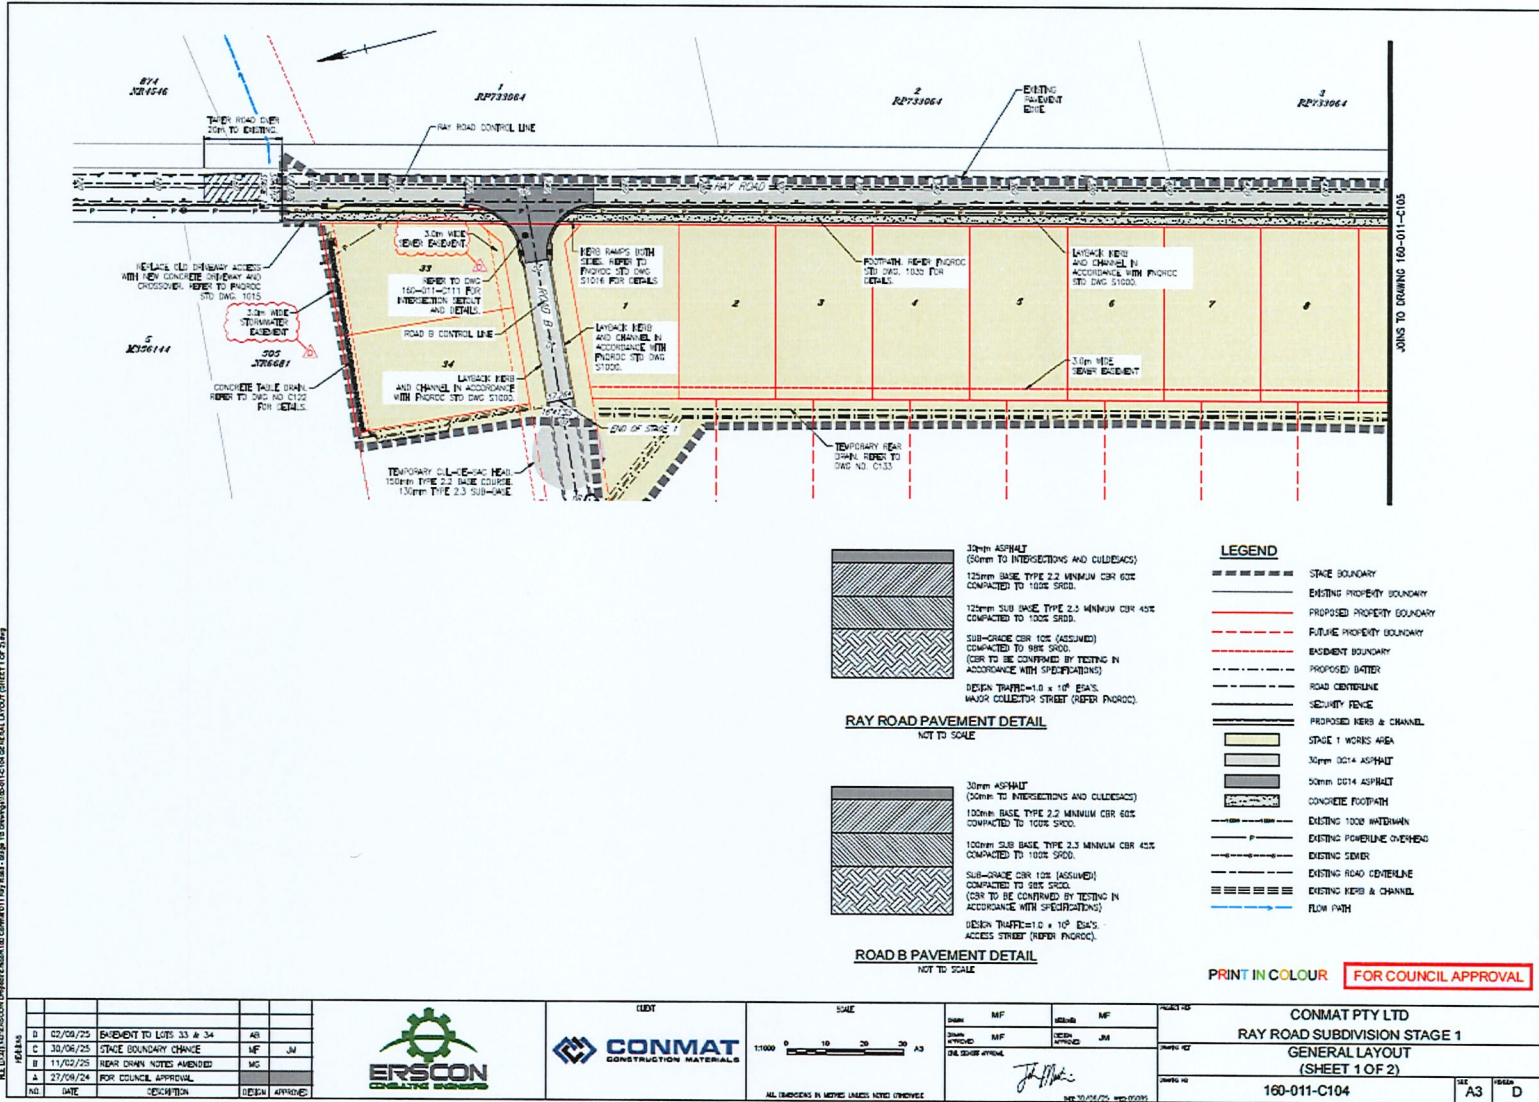 874
NR4546
1
RP733064
2
RP733064
3
RP733064
EXISTING
PAVEMENT
EDGE
TAPER ROAD OVER
20m TO EXISTING.
RAY ROAD CONTROL LINE
RAY ROAD
JOINS TO DRAWING 160-011-C105
3.0m WIDE
SEWER EASEMENT
33
REFER TO DWG
160-011-C111 FOR
INTERSECTION SETOUT
AND DETAILS.
KERB RAMPS BOTH
SIDES. REFER TO
FNQROC STD DWG
S1016 FOR DETAILS
FOOTPATH. REFER FNQROC
STD DWG. 1035 FOR
DETAILS.
LAYBACK KERB
AND CHANNEL IN
ACCORDANCE WITH FNQROC
STD DWG S1000.
REPLACE OLD DRIVEWAY ACCESS
WITH NEW CONCRETE DRIVEWAY AND
CROSSOVER. REFER TO FNQROC
STD DWG. 1015
3.0m WIDE
STORMWATER
EASEMENT
ROAD B CONTROL LINE
ROAD B
LAYBACK KERB
AND CHANNEL IN
ACCORDANCE WITH
FNQROC STD DWG
S1000.
1
2
3
4
5
6
7
8
5
M356144
505
NR6681
34
CONCRETE TABLE DRAIN.
REFER TO DWG NO C122
FOR DETAILS.
LAYBACK KERB
AND CHANNEL IN ACCORDANCE
WITH FNQROC STD DWG S1000.
3.0m WIDE
SEWER EASEMENT
END OF STAGE 1
TEMPORARY REAR
DRAIN. REFER TO
DWG NO. C133
TEMPORARY CUL-DE-SAC HEAD.
150mm TYPE 2.2 BASE COURSE.
130mm TYPE 2.3 SUB-BASE.
30mm ASPHALT
(50mm TO INTERSECTIONS AND CULDESACS)
125mm BASE TYPE 2.2 MINIMUM CBR 60%
COMPACTED TO 100% SRDD.
125mm SUB BASE TYPE 2.3 MINIMUM CBR 45%
COMPACTED TO 100% SRDD.
SUB-GRADE CBR 10% (ASSUMED)
COMPACTED TO 98% SRDD.
(CBR TO BE CONFIRMED BY TESTING IN
ACCORDANCE WITH SPECIFICATIONS)
DESIGN TRAFFIC=1.0 x 10⁶ ESA'S.
MAJOR COLLECTOR STREET (REFER FNQROC).
RAY ROAD PAVEMENT DETAIL
NOT TO SCALE
30mm ASPHALT
(50mm TO INTERSECTIONS AND CULDESACS)
100mm BASE TYPE 2.2 MINIMUM CBR 60%
COMPACTED TO 100% SRDD.
100mm SUB BASE TYPE 2.3 MINIMUM CBR 45%
COMPACTED TO 100% SRDD.
SUB-GRADE CBR 10% (ASSUMED)
COMPACTED TO 98% SRDD.
(CBR TO BE CONFIRMED BY TESTING IN
ACCORDANCE WITH SPECIFICATIONS)
ACCESS STREET (REFER FNQROC).
ROAD B PAVEMENT DETAIL
NOT TO SCALE
LEGEND
STAGE BOUNDARY
EXISTING PROPERTY BOUNDARY
PROPOSED PROPERTY BOUNDARY
FUTURE PROPERTY BOUNDARY
EASEMENT BOUNDARY
PROPOSED BATTER
ROAD CENTERLINE
SECURITY FENCE
PROPOSED KERB & CHANNEL
STAGE 1 WORKS AREA
30mm DG14 ASPHALT
50mm DG14 ASPHALT
CONCRETE FOOTPATH
EXISTING 100Ø WATERMAIN
EXISTING POWERLINE OVERHEAD
EXISTING SEWER
EXISTING ROAD CENTERLINE
EXISTING KERB & CHANNEL
FLOW PATH
PRINT IN COLOUR
FOR COUNCIL APPROVAL
D 02/09/25 EASEMENT TO LOTS 33 & 34 AB
C 30/06/25 STAGE BOUNDARY CHANGE MF JM
B 11/02/25 REAR DRAIN NOTES AMENDED MG
A 27/09/24 FOR COUNCIL APPROVAL
NO. DATE DESCRIPTION DESIGN APPROVED
ERSCON
CONSULTING ENGINEERS
CLIENT
CONMAT
CONSTRUCTION MATERIALS
SCALE
1:1000 0 10 20 30 A3
ALL DIMENSIONS IN METRES UNLESS NOTED OTHERWISE
DRAWN MF DESIGNED MF
DRAWN APPROVED MF DESIGN APPROVED JM
CONMAT PTY LTD
RAY ROAD SUBDIVISION STAGE 1
GENERAL LAYOUT
(SHEET 1 OF 2)
160-011-C104
SIZE
A3
D